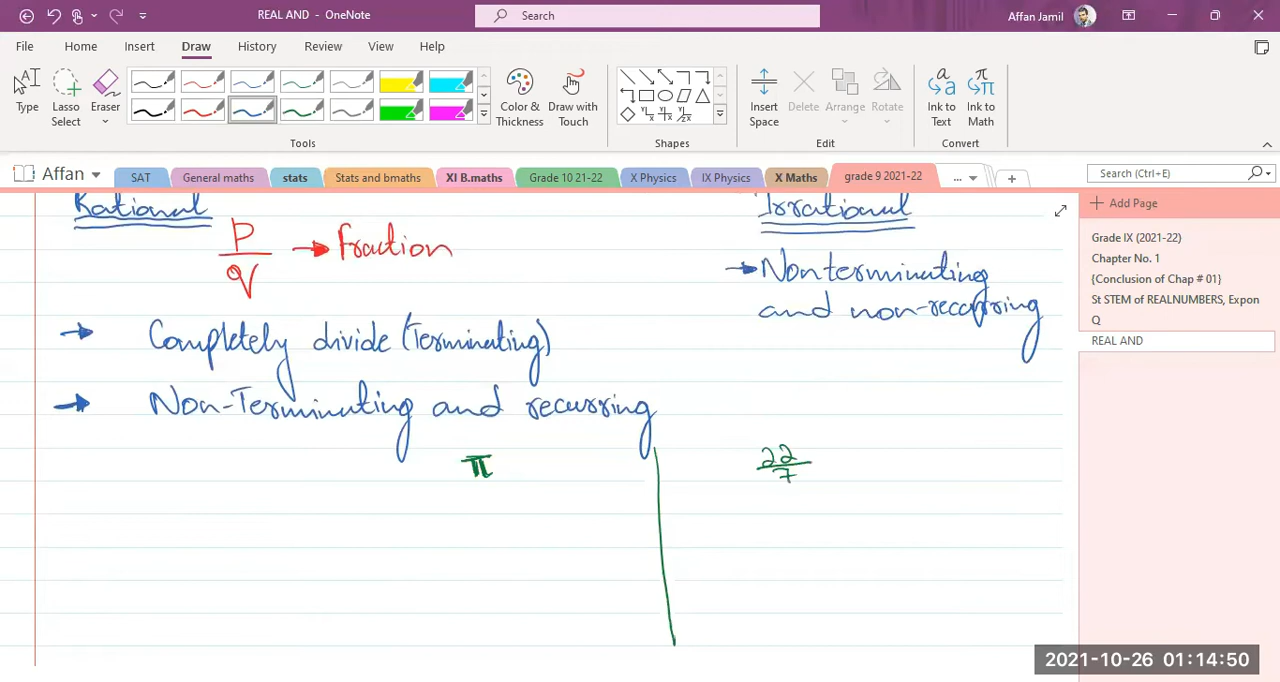 REAL AND - OneNote
Search
Affan Jamil
File Home Insert Draw History Review View Help
Type
Lasso Select
Eraser
Color & Thickness
Draw with Touch
Insert Space
Delete
Arrange
Rotate
Ink to Text
Ink to Math
Tools
Shapes
Edit
Convert
Affan
SAT
General maths
stats
Stats and bmaths
XI B.maths
Grade 10 21-22
X Physics
IX Physics
X Maths
grade 9 2021-22
...
Search (Ctrl+E)
Add Page
Grade IX (2021-22)
Chapter No. 1
{Conclusion of Chap # 01}
St STEM of REALNUMBERS, Expon
Q
REAL AND
Rational
P/q → Fraction
→ Completely divide (Terminating)
→ Non-Terminating and recurring
π
Irrational
→ Nonterminating
and non-recurring
22/7
2021-10-26 01:14:50